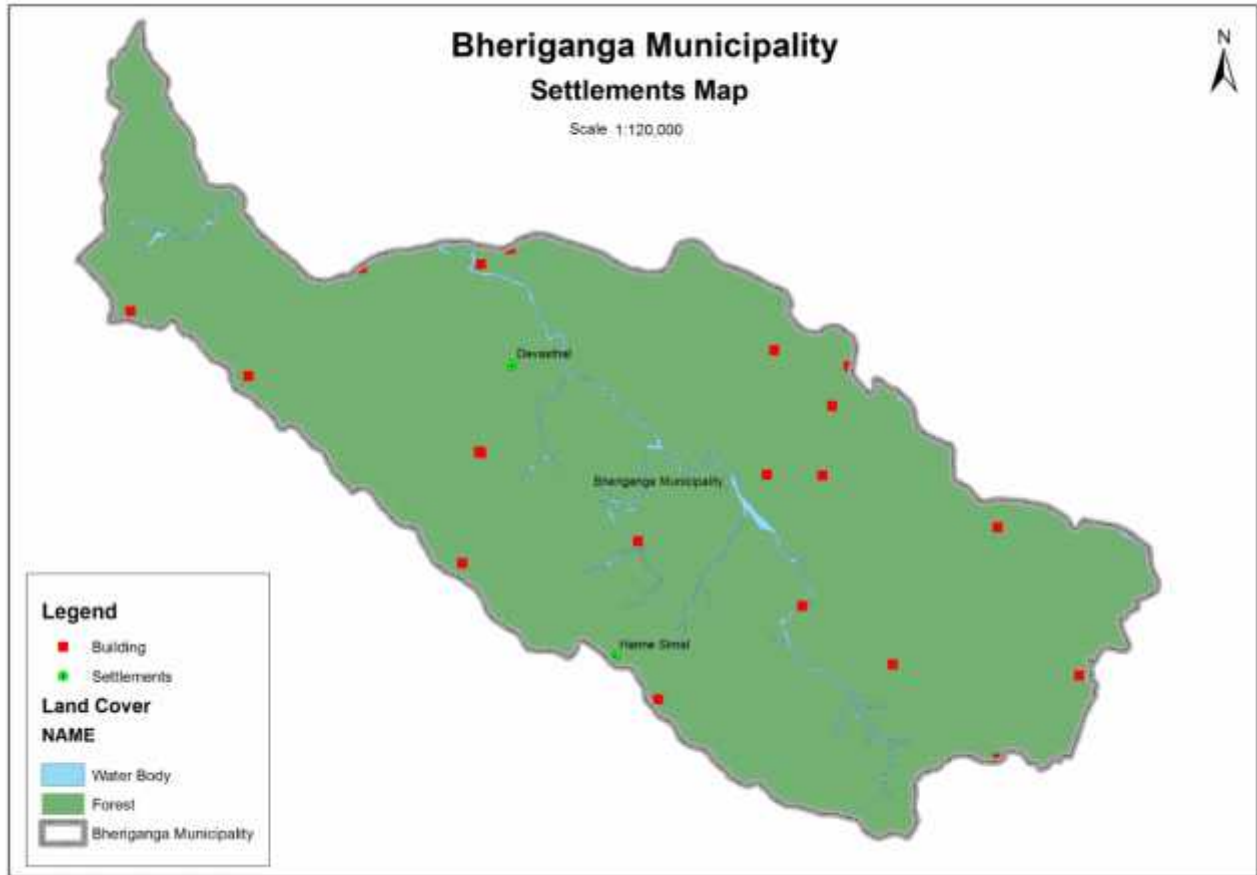 Bheriganga Municipality
Settlements Map
Scale 1:120,000
N
Devasthal
Bheriganga Municipality
Harrne Simal
Legend
Building
Settlements
Land Cover
NAME
Water Body
Forest
Bheriganga Municipality